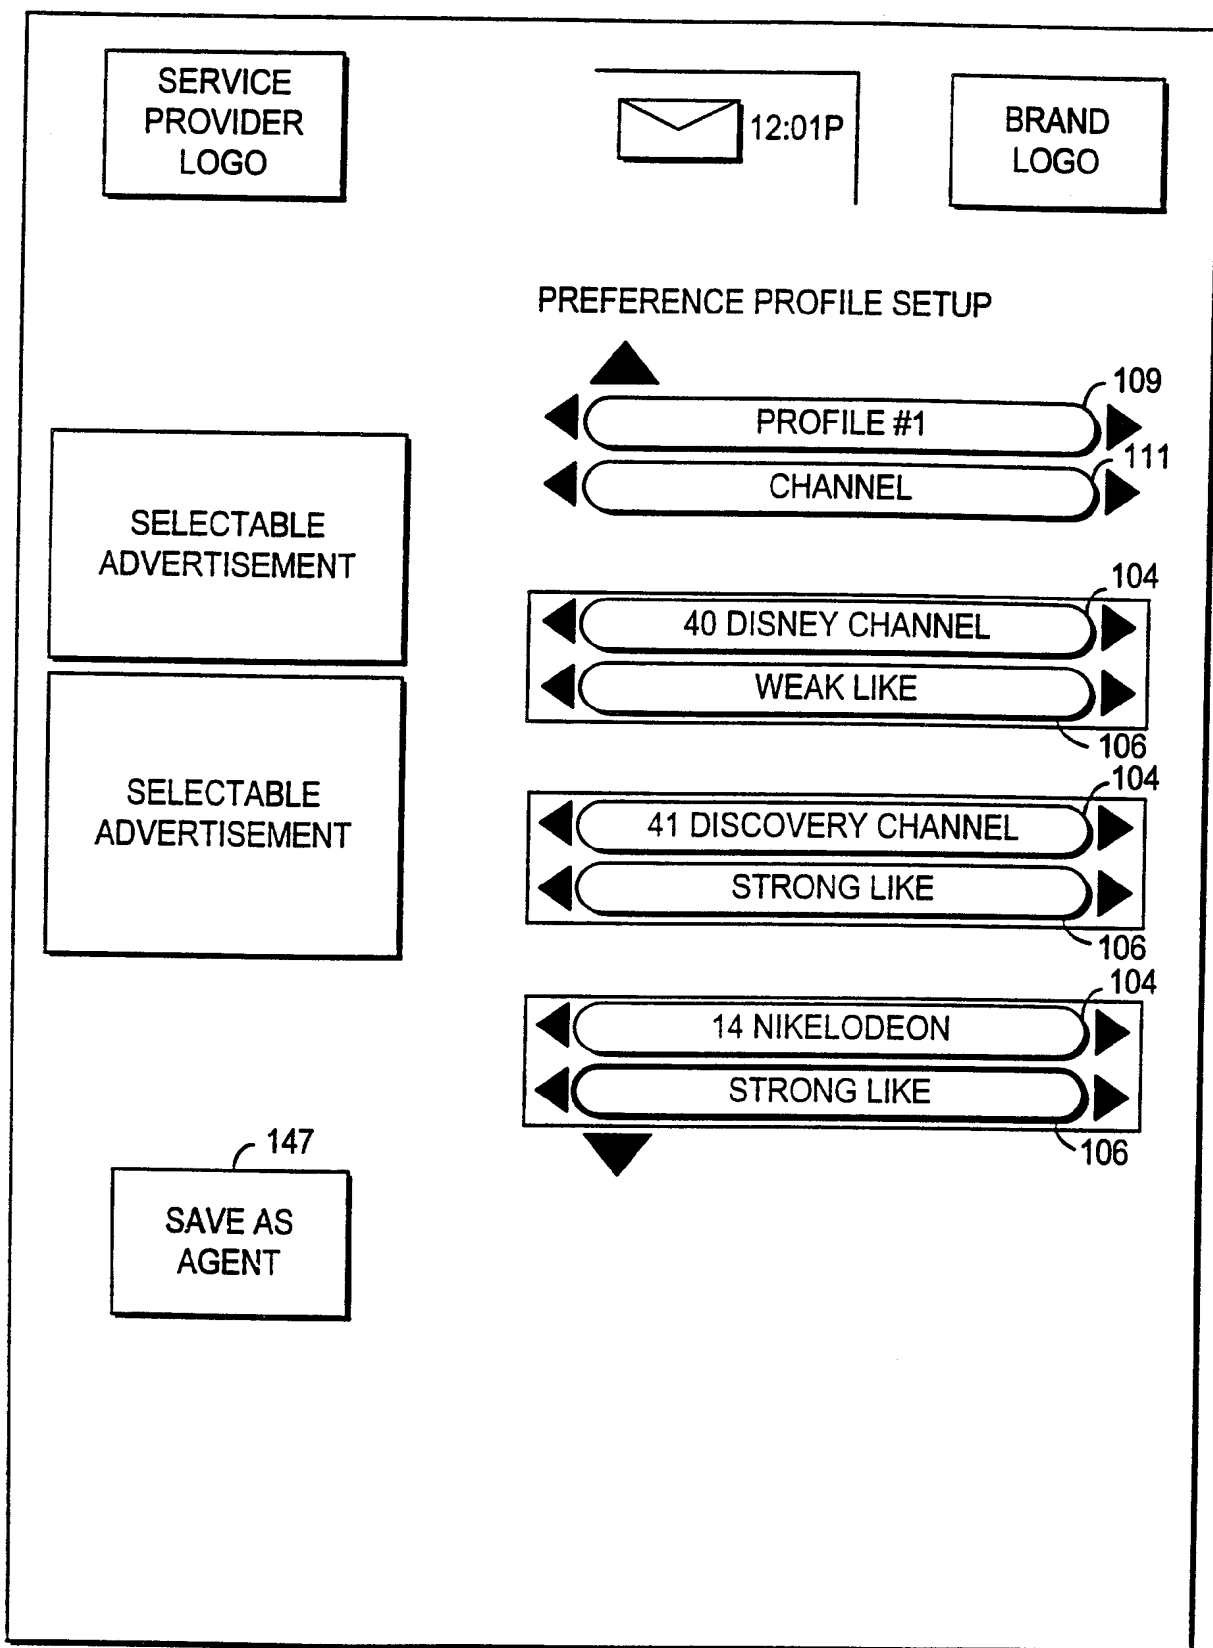 SERVICE
PROVIDER
LOGO
12:01P
BRAND
LOGO
PREFERENCE PROFILE SETUP
109
PROFILE #1
111
CHANNEL
SELECTABLE
ADVERTISEMENT
104
40 DISNEY CHANNEL
WEAK LIKE
106
SELECTABLE
ADVERTISEMENT
104
41 DISCOVERY CHANNEL
STRONG LIKE
106
104
14 NIKELODEON
STRONG LIKE
106
147
SAVE AS
AGENT